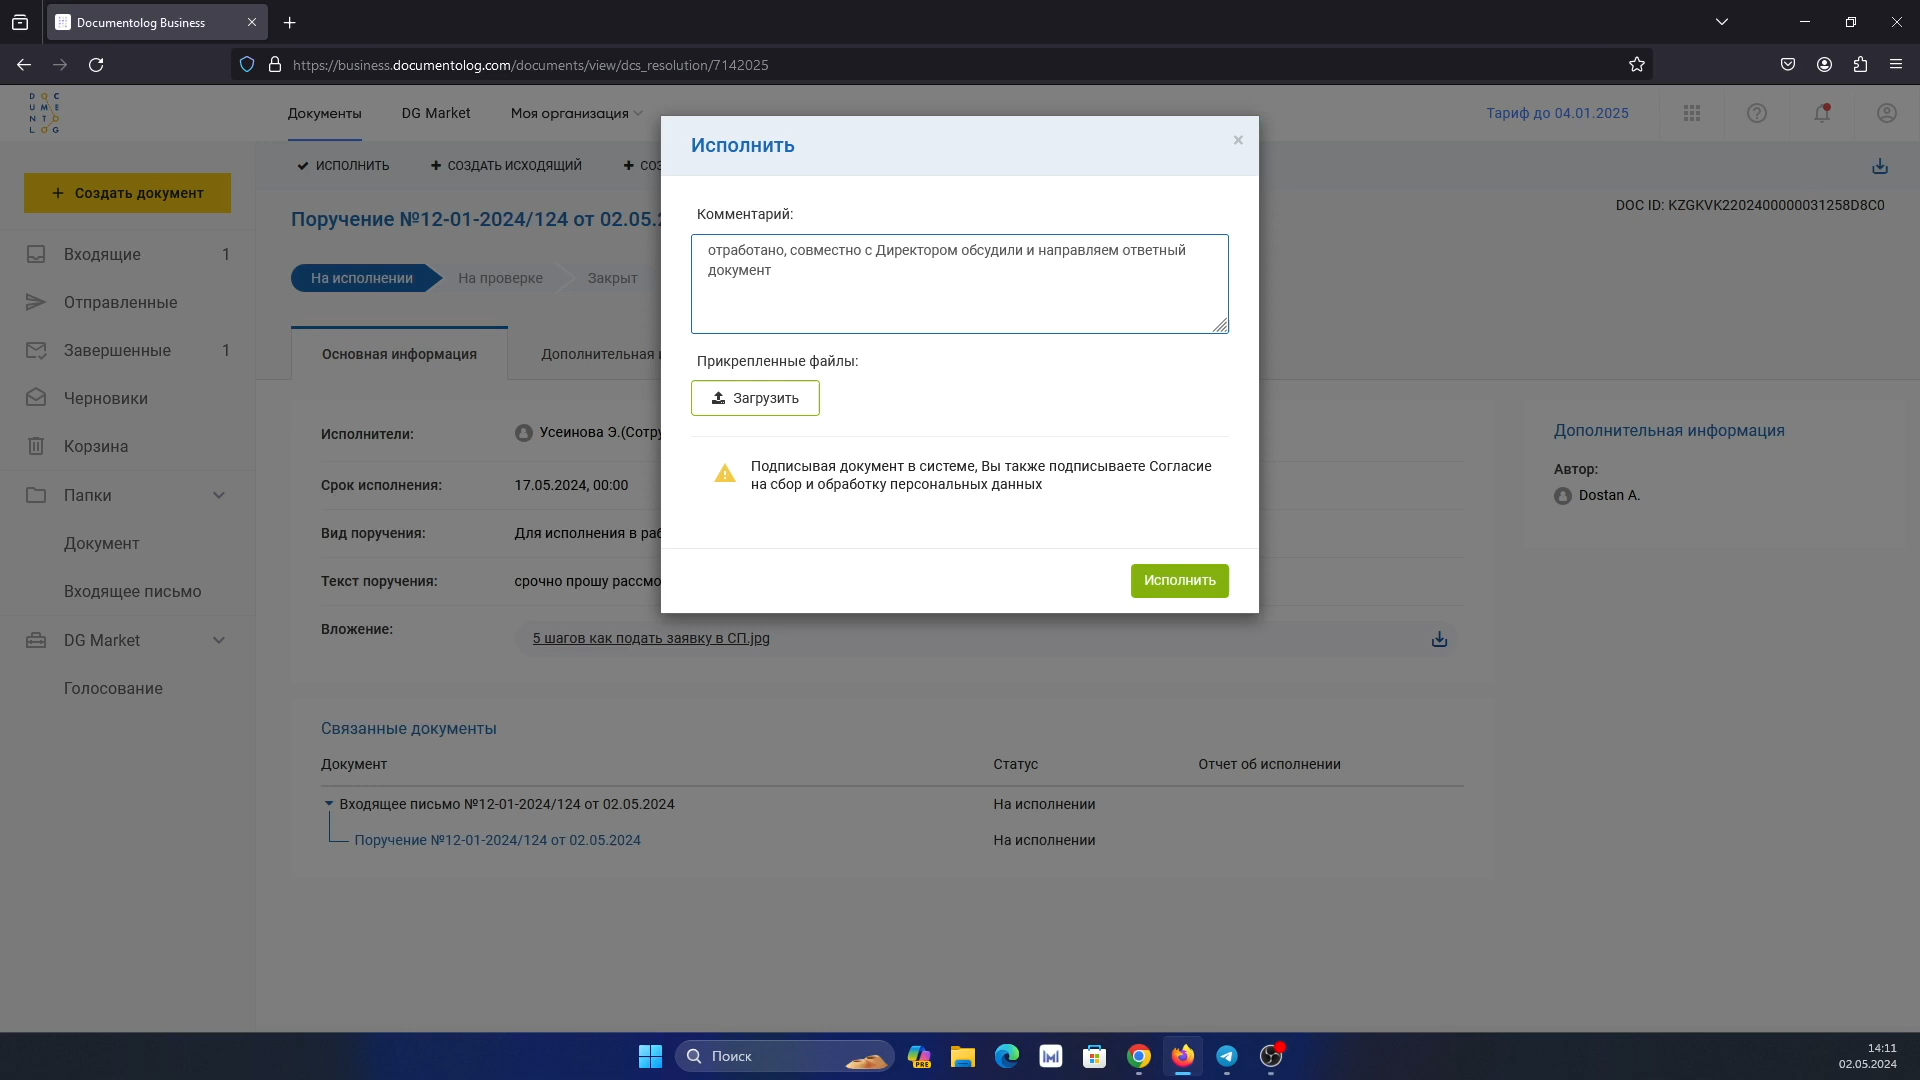 Documentolog Business
https://business.documentolog.com/documents/view/dcs_resolution/7142025
D O C
U M E
N T O
L O G
Документы
DG Market
Моя организация
Тариф до 04.01.2025
ИСПОЛНИТЬ
СОЗДАТЬ ИСХОДЯЩИЙ
СОЗ
Создать документ
Поручение №12-01-2024/124 от 02.05.2
DOC ID: KZGKVK2202400000031258D8C0
Входящие 1
Отправленные
Завершенные 1
Черновики
Корзина
Папки
Документ
Входящее письмо
DG Market
Голосование
На исполнении
На проверке
Закрыт
Основная информация
Дополнительная
Исполнители:
Усеинова Э.(Сотру
Срок исполнения:
17.05.2024, 00:00
Вид поручения:
Для исполнения в раб
Текст поручения:
срочно прошу рассмо
Вложение:
5 шагов как подать заявку в СП.jpg
Дополнительная информация
Автор:
Dostan A.
Исполнить
×
Комментарий:
отработано, совместно с Директором обсудили и направляем ответный
документ
Прикрепленные файлы:
Загрузить
Подписывая документ в системе, Вы также подписываете Согласие
на сбор и обработку персональных данных
Исполнить
Связанные документы
Документ
Статус
Отчет об исполнении
Входящее письмо №12-01-2024/124 от 02.05.2024
На исполнении
Поручение №12-01-2024/124 от 02.05.2024
На исполнении
Поиск
PRE
14:11
02.05.2024